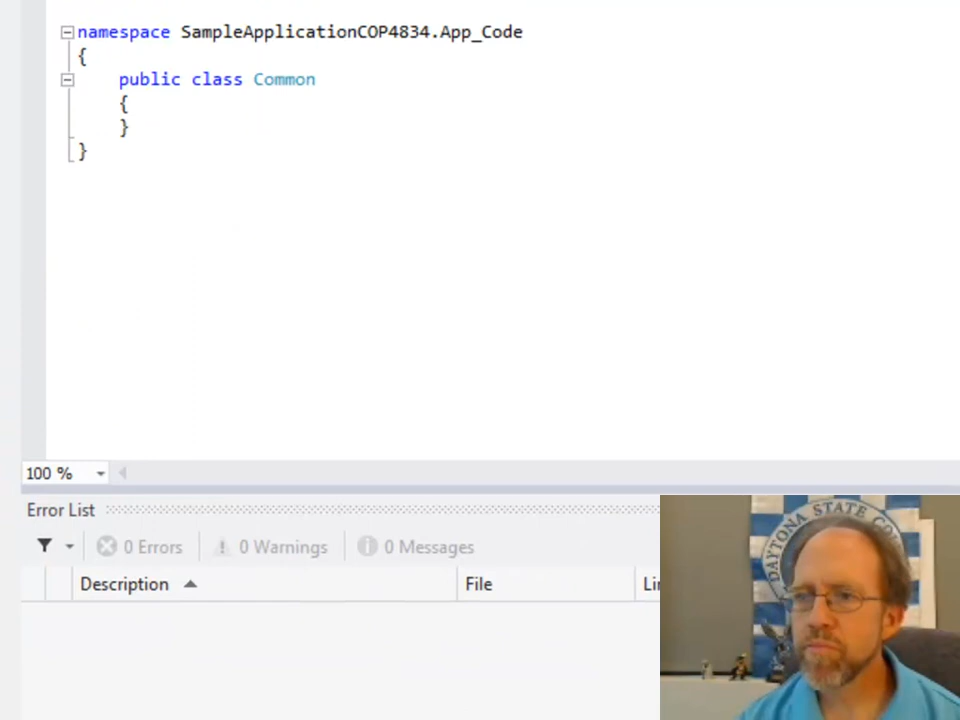 namespace SampleApplicationCOP4834.App_Code
{
public class Common
{
}
}
100 %
Error List
0 Errors
0 Warnings
0 Messages
Description
File
Li
DAYTONA STATE CO